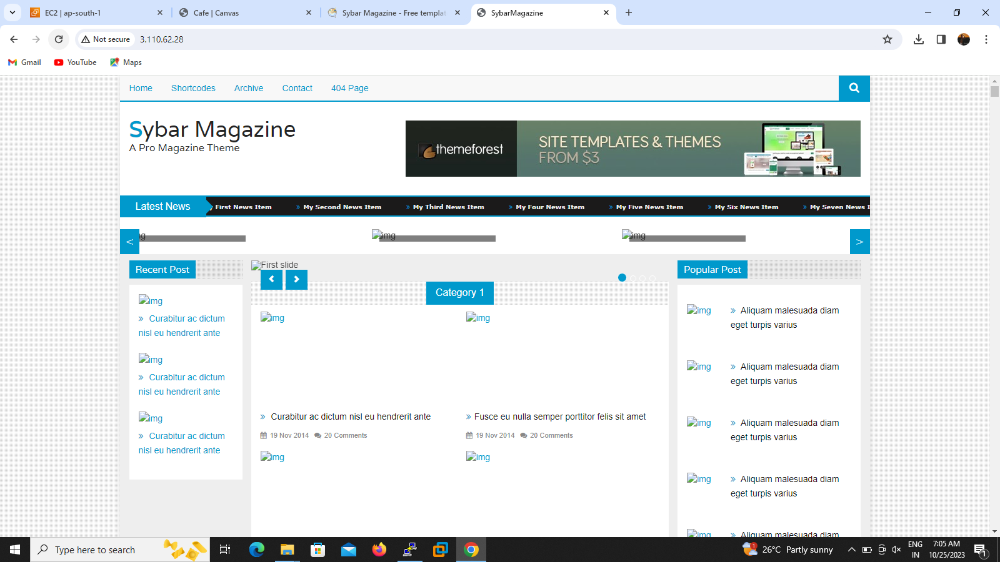 EC2 | ap-south-1
Cafe | Canvas
Sybar Magazine - Free templat
SybarMagazine
Not secure
3.110.62.28
Gmail
YouTube
Maps
Home
Shortcodes
Archive
Contact
404 Page
Sybar Magazine
A Pro Magazine Theme
themeforest
SITE TEMPLATES & THEMES
FROM $3
Latest News
y First News Item
» My Second News Item
» My Third News Item
» My Four News Item
» My Five News Item
» My Six News Item
» My Seven News I
<
ng
img
img
>
Recent Post
img
» Curabitur ac dictum
nisl eu hendrerit ante
img
» Curabitur ac dictum
nisl eu hendrerit ante
img
» Curabitur ac dictum
nisl eu hendrerit ante
First slide
Category 1
img
img
» Curabitur ac dictum nisl eu hendrerit ante
19 Nov 2014 20 Comments
» Fusce eu nulla semper porttitor felis sit amet
19 Nov 2014 20 Comments
img
img
Popular Post
img
» Aliquam malesuada diam
eget turpis varius
img
» Aliquam malesuada diam
eget turpis varius
img
» Aliquam malesuada diam
eget turpis varius
img
» Aliquam malesuada diam
eget turpis varius
img
» Aliquam malesuada diam
Type here to search
1
26°C Partly sunny
ENG
IN
7:05 AM
10/25/2023
1